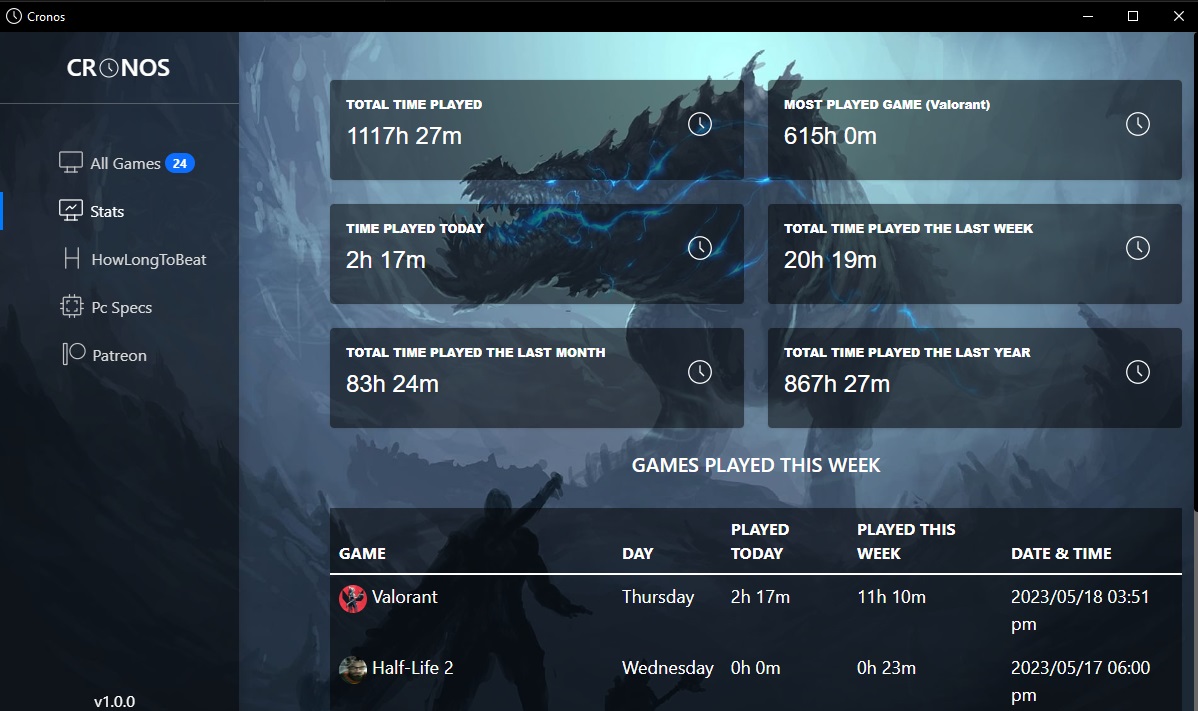 Cronos
CRONOS
All Games 24
Stats
HowLongToBeat
Pc Specs
Patreon
v1.0.0
TOTAL TIME PLAYED
1117h 27m
MOST PLAYED GAME (Valorant)
615h 0m
TIME PLAYED TODAY
2h 17m
TOTAL TIME PLAYED THE LAST WEEK
20h 19m
TOTAL TIME PLAYED THE LAST MONTH
83h 24m
TOTAL TIME PLAYED THE LAST YEAR
867h 27m
GAMES PLAYED THIS WEEK
GAME
DAY
PLAYED
TODAY
PLAYED THIS
WEEK
DATE & TIME
Valorant
Thursday
2h 17m
11h 10m
2023/05/18 03:51
pm
Half-Life 2
Wednesday
0h 0m
0h 23m
2023/05/17 06:00
pm